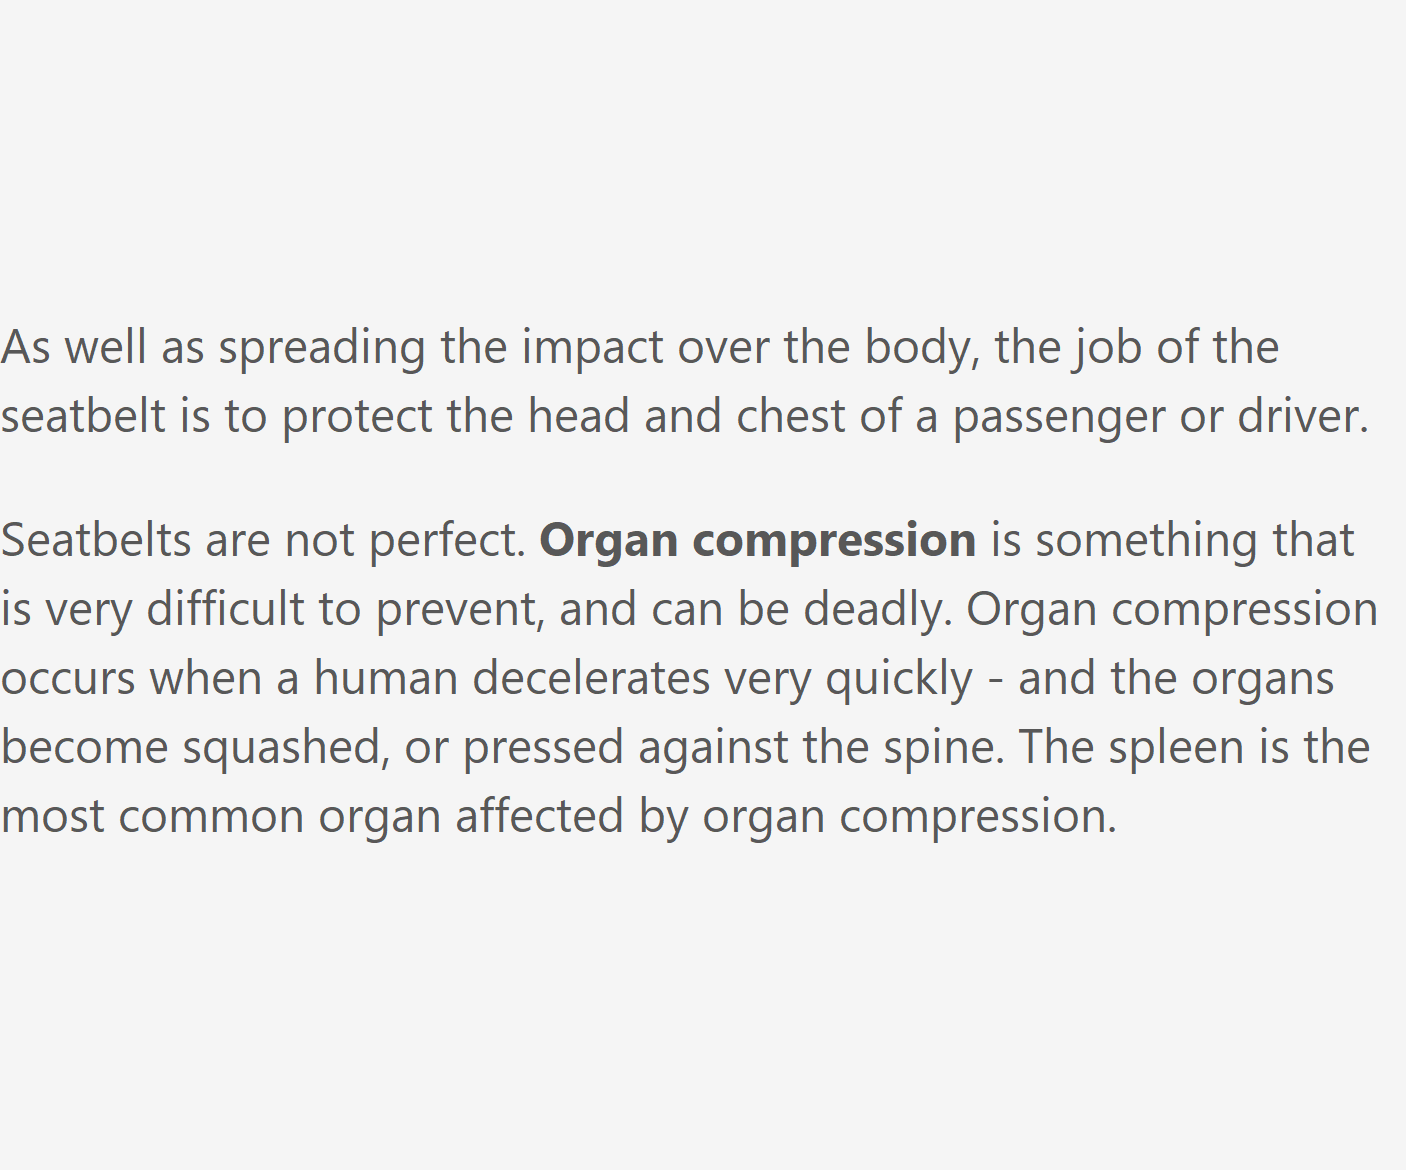 As well as spreading the impact over the body, the job of the
seatbelt is to protect the head and chest of a passenger or driver.
Seatbelts are not perfect. Organ compression is something that
is very difficult to prevent, and can be deadly. Organ compression
occurs when a human decelerates very quickly - and the organs
become squashed, or pressed against the spine. The spleen is the
most common organ affected by organ compression.